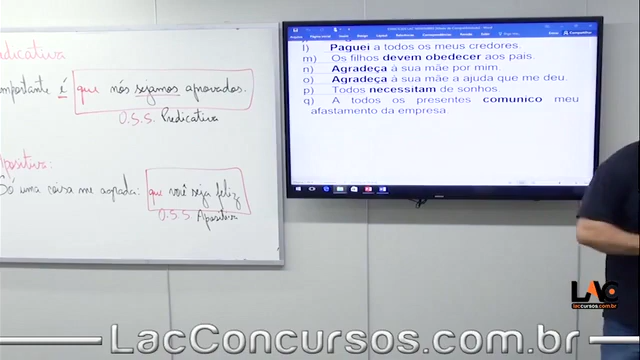 edicativa
mportante é que nós sejamos aprovados.
O.S.S. Predicativa
Apositiva:
Só uma coisa me agrada: que você seja feliz
O.S.S Apositiva
l) Paguei a todos os meus credores.
m) Os filhos devem obedecer aos pais.
n) Agradeça à sua mãe por mim.
o) Agradeça à sua mãe a ajuda que me deu.
p) Todos necessitam de sonhos.
q) A todos os presentes comunico meu
afastamento da empresa.
LAC
laccursos.com.br
LacConcursos.com.br